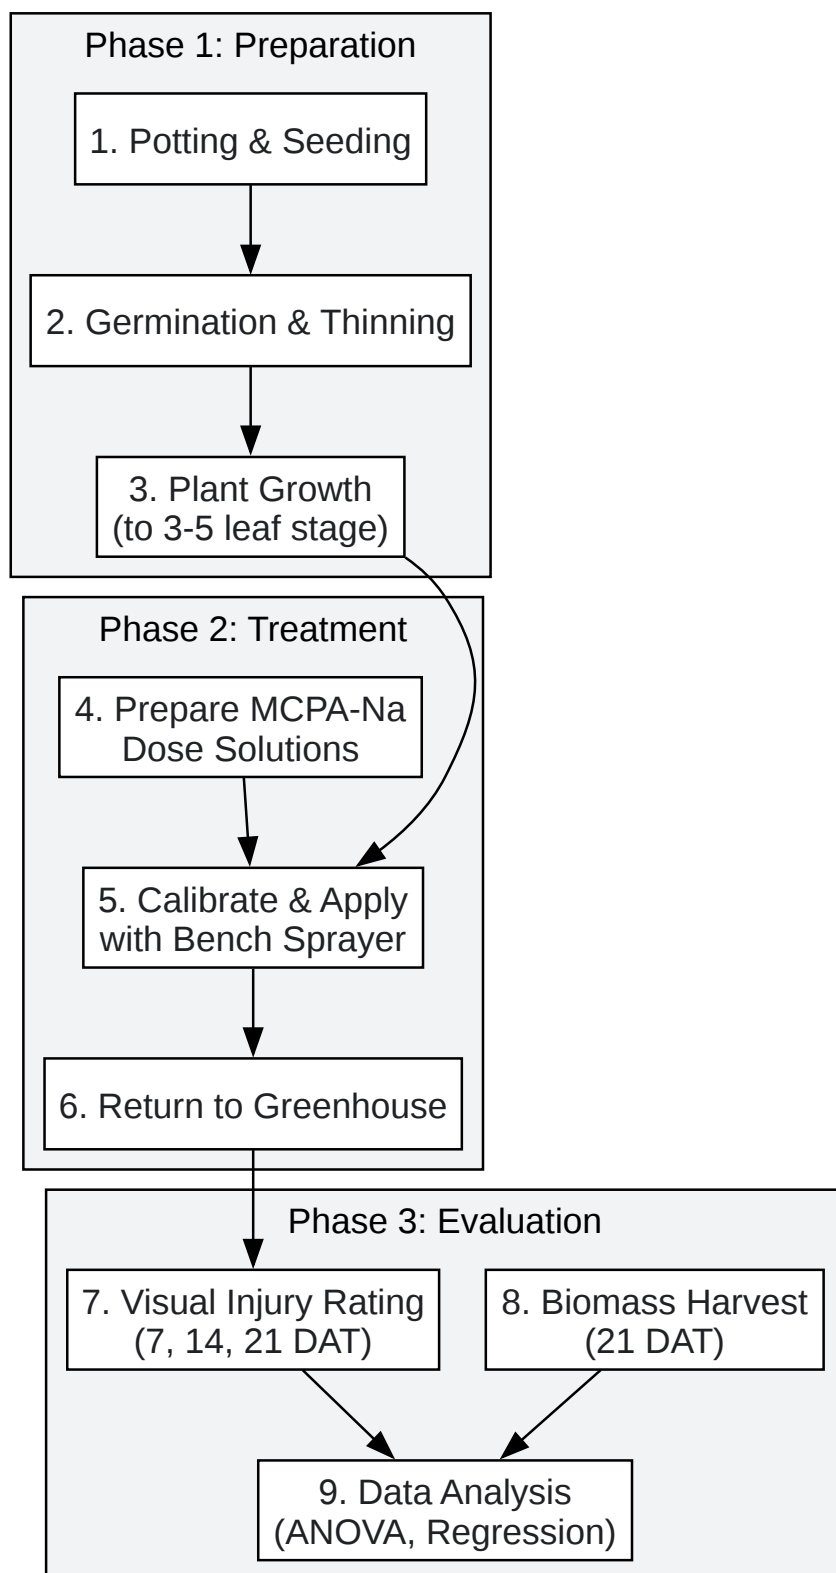 Phase 1: Preparation
1. Potting & Seeding
2. Germination & Thinning
3. Plant Growth
(to 3-5 leaf stage)
Phase 2: Treatment
4. Prepare MCPA-Na
Dose Solutions
5. Calibrate & Apply
with Bench Sprayer
6. Return to Greenhouse
Phase 3: Evaluation
7. Visual Injury Rating
(7, 14, 21 DAT)
8. Biomass Harvest
(21 DAT)
9. Data Analysis
(ANOVA, Regression)